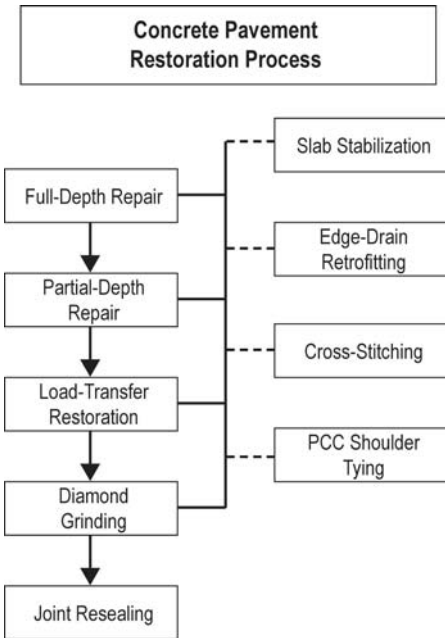 Concrete Pavement
Restoration Process
Slab Stabilization
Full-Depth Repair
Edge-Drain
Retrofitting
Partial-Depth
Repair
Cross-Stitching
Load-Transfer
Restoration
PCC Shoulder
Tying
Diamond
Grinding
Joint Resealing